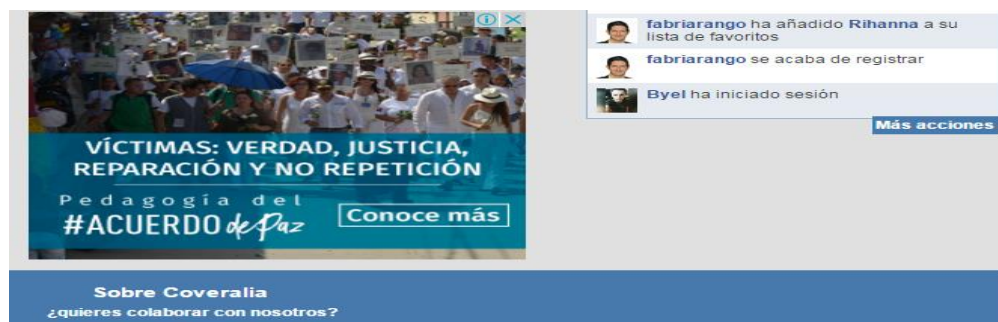 VÍCTIMAS: VERDAD, JUSTICIA,
REPARACIÓN Y NO REPETICIÓN
Pedagogía del
#ACUERDO de Paz
Conoce más
fabriarango ha añadido Rihanna a su
lista de favoritos
fabriarango se acaba de registrar
Byel ha iniciado sesión
Más acciones
Sobre Coveralia
¿quieres colaborar con nosotros?